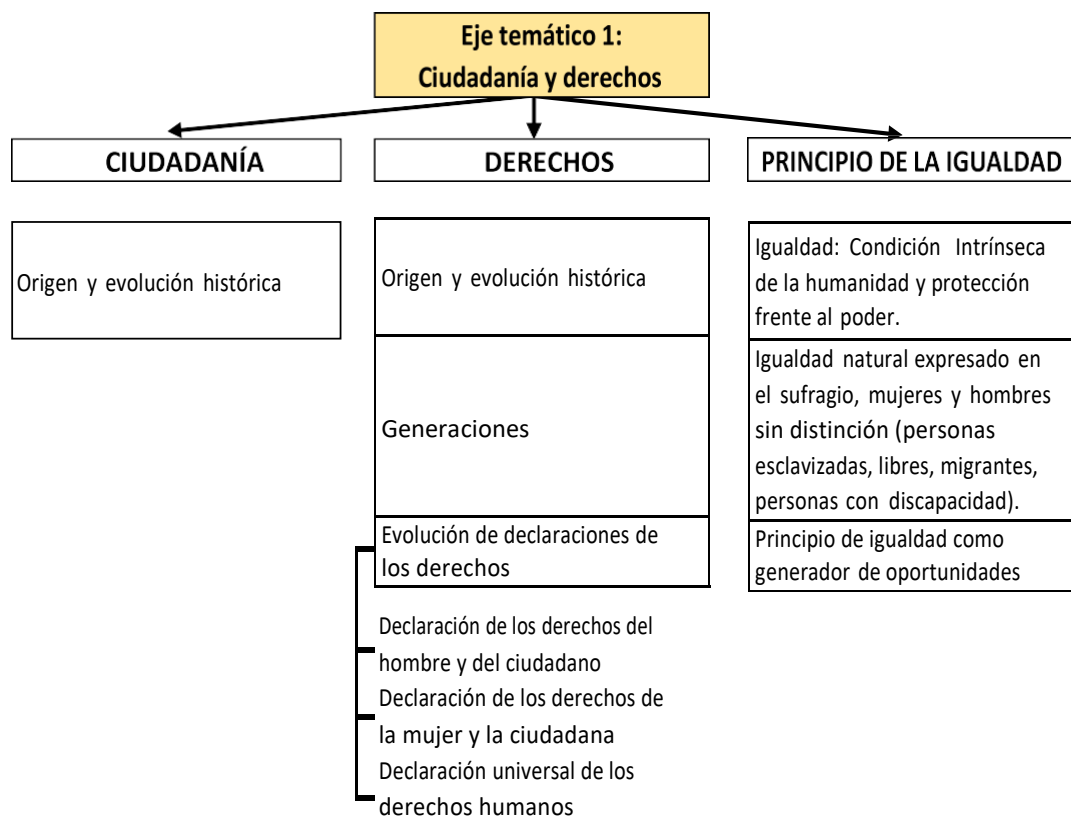 Eje temático 1:
Ciudadanía y derechos
CIUDADANÍA
DERECHOS
PRINCIPIO DE LA IGUALDAD
Origen y evolución histórica
Origen y evolución histórica
Generaciones
Evolución de declaraciones de
los derechos
Declaración de los derechos del
hombre y del ciudadano
Declaración de los derechos de
la mujer y la ciudadana
Declaración universal de los
derechos humanos
Igualdad: Condición Intrínseca
de la humanidad y protección
frente al poder.
Igualdad natural expresado en
el sufragio, mujeres y hombres
sin distinción (personas
esclavizadas, libres, migrantes,
personas con discapacidad).
Principio de igualdad como
generador de oportunidades